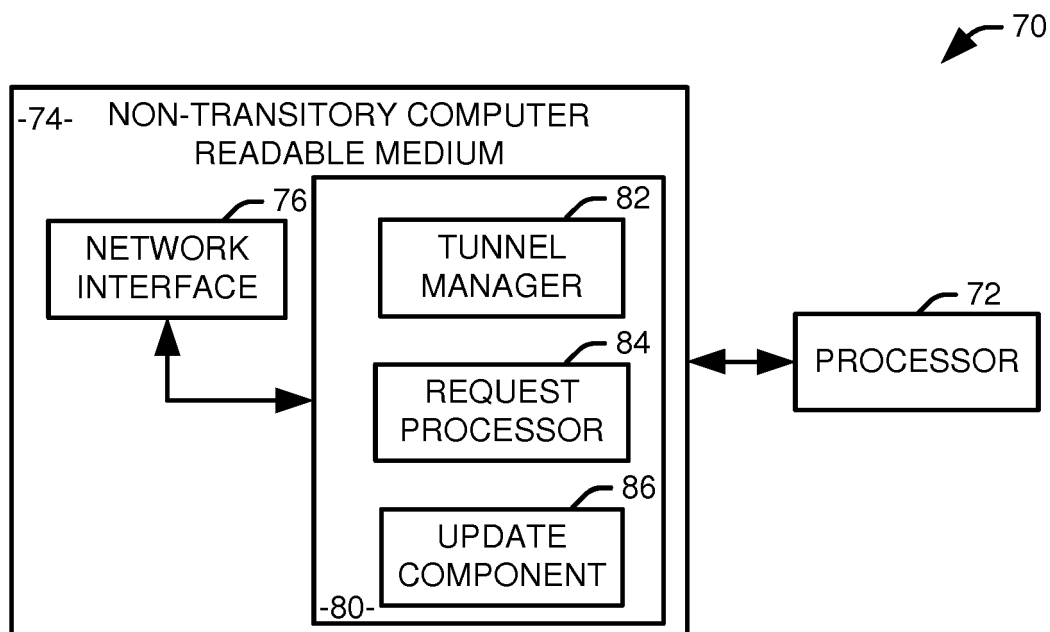 70
-74- NON-TRANSITORY COMPUTER
READABLE MEDIUM
76
NETWORK
INTERFACE
82
TUNNEL
MANAGER
84
REQUEST
PROCESSOR
86
UPDATE
COMPONENT
-80-
72
PROCESSOR